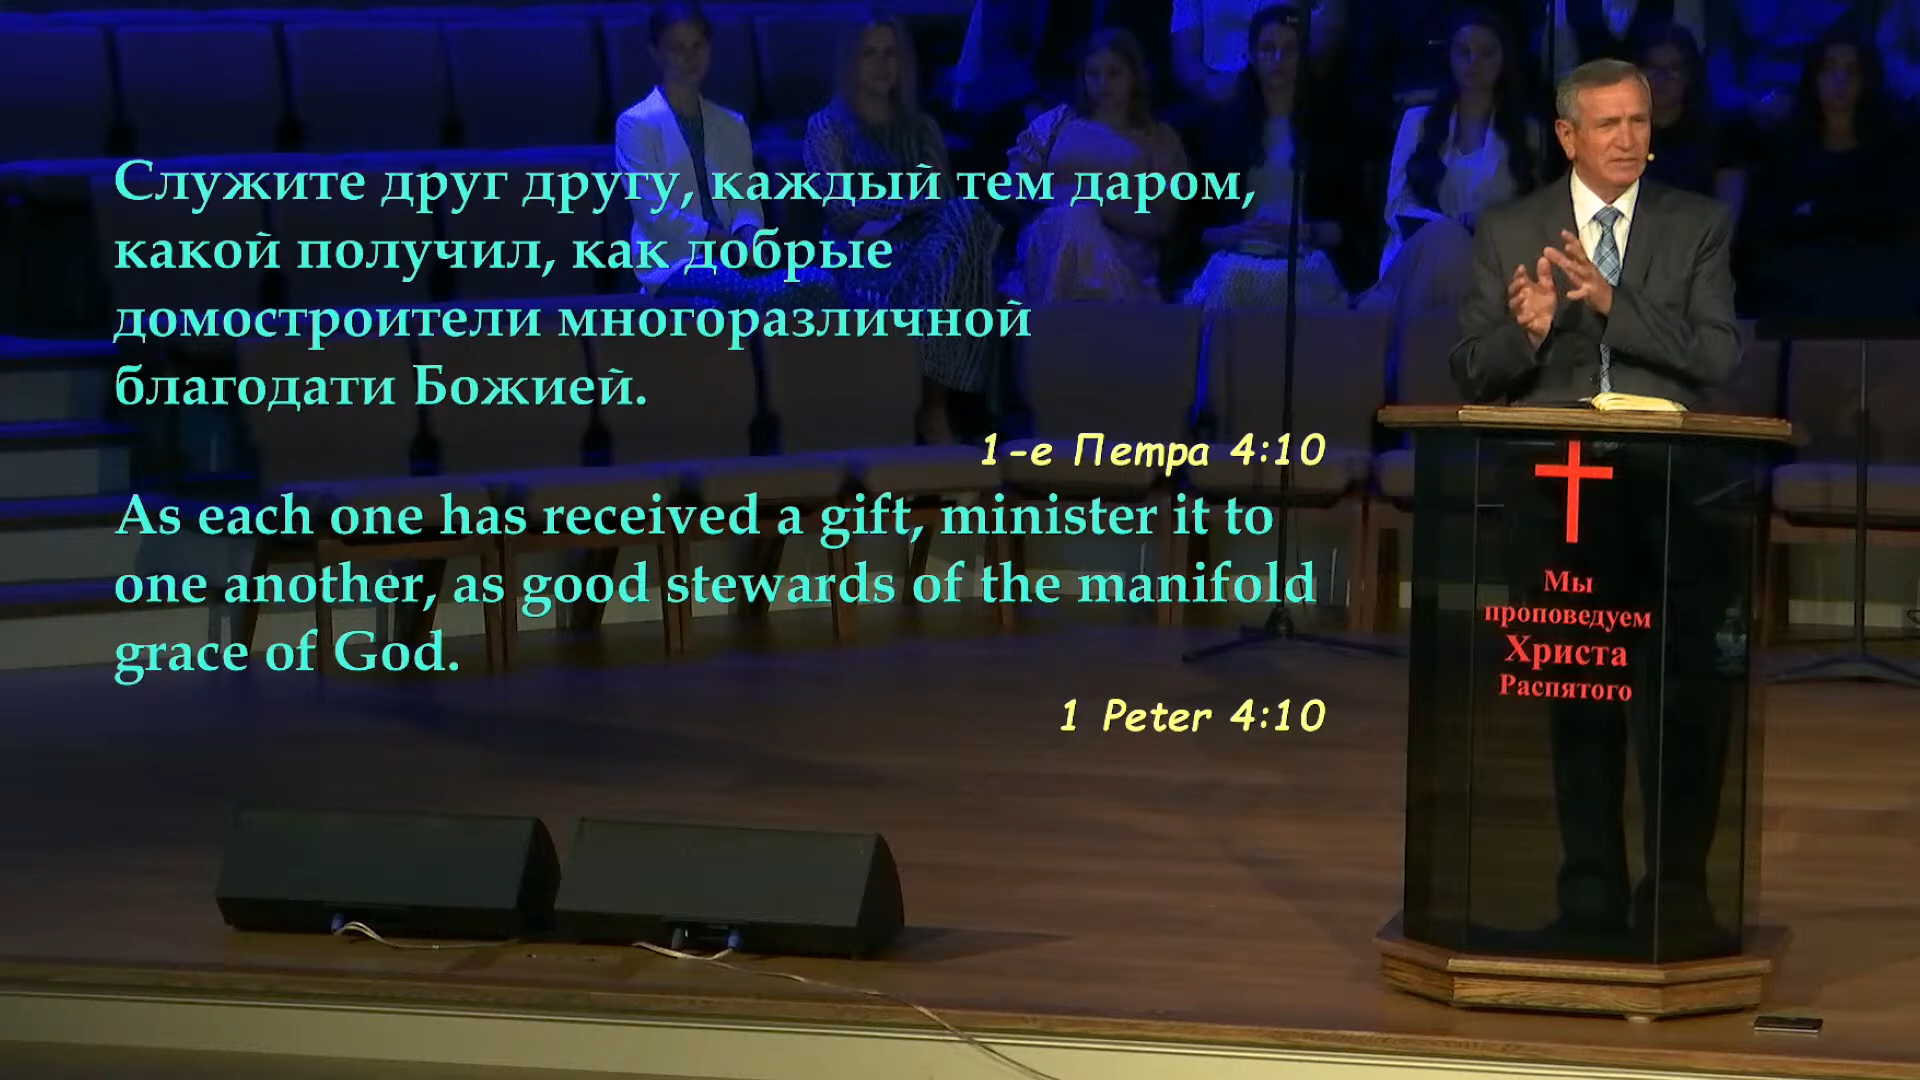 Служите друг другу, каждый тем даром,
какой получил, как добрые
домостроители многоразличной
благодати Божией.
1-е Петра 4:10
As each one has received a gift, minister it to
one another, as good stewards of the manifold
grace of God.
1 Peter 4:10
Мы
проповедуем
Христа
Распятого